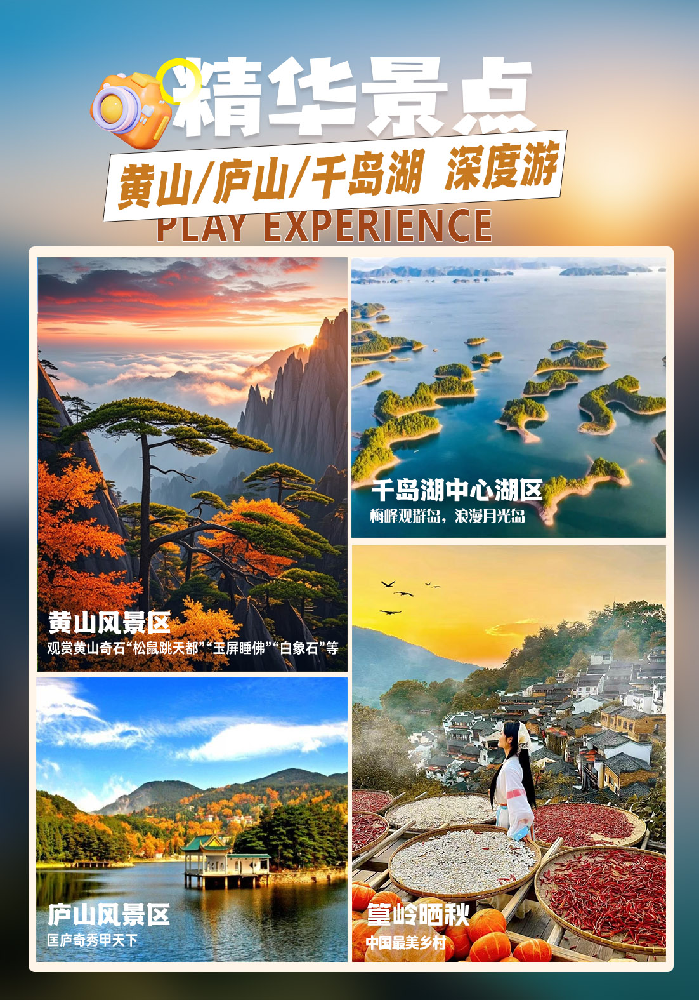 精华景点
黄山/庐山/千岛湖 深度游
PLAY EXPERIENCE
黄山风景区
观赏黄山奇石“松鼠跳天都”“玉屏睡佛”“白象石”等
千岛湖中心湖区
梅峰观群岛，浪漫月光岛
庐山风景区
匡庐奇秀甲天下
篁岭晒秋
中国最美乡村